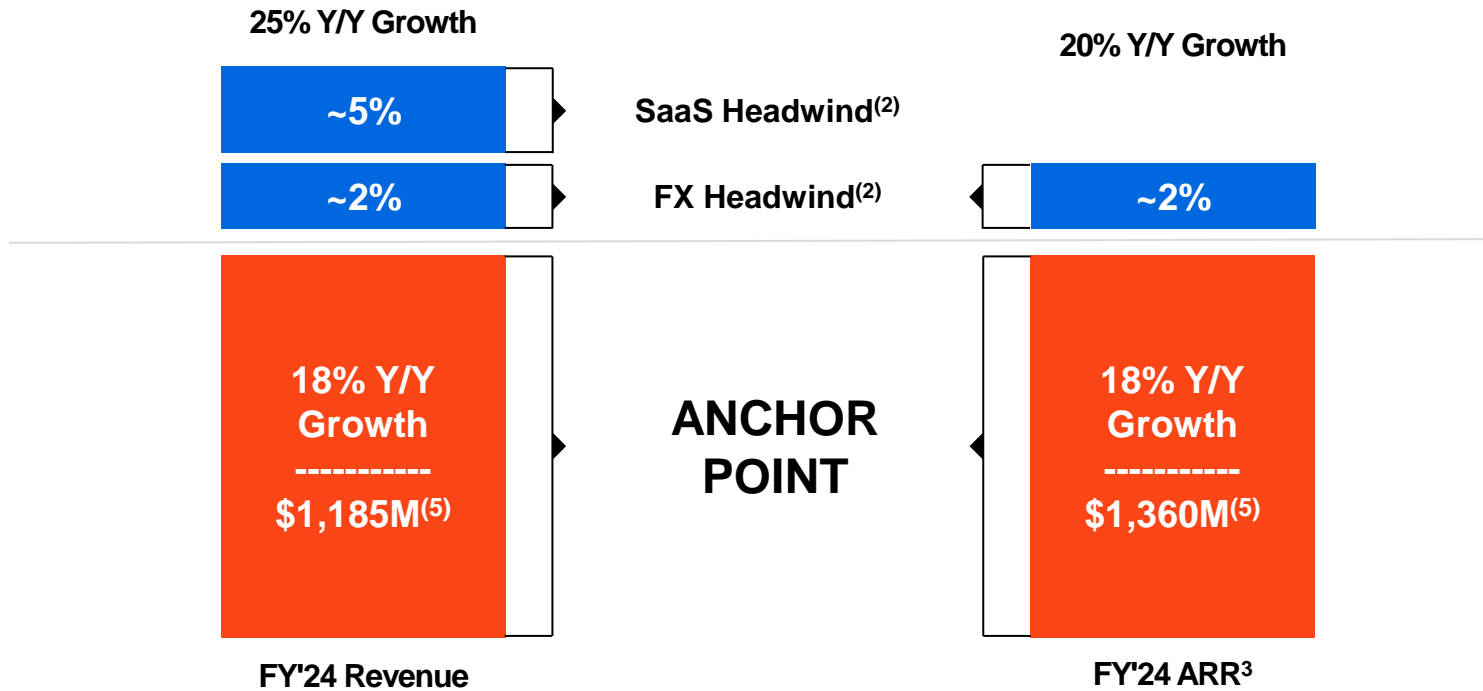 25% Y/Y Growth
20% Y/Y Growth
~5%
SaaS Headwind(2)
~2%
FX Headwind(2)
~2%
18% Y/Y
Growth
-----------
$1,185M(5)
ANCHOR
POINT
18% Y/Y
Growth
-----------
$1,360M(5)
FY'24 Revenue
FY'24 ARR³